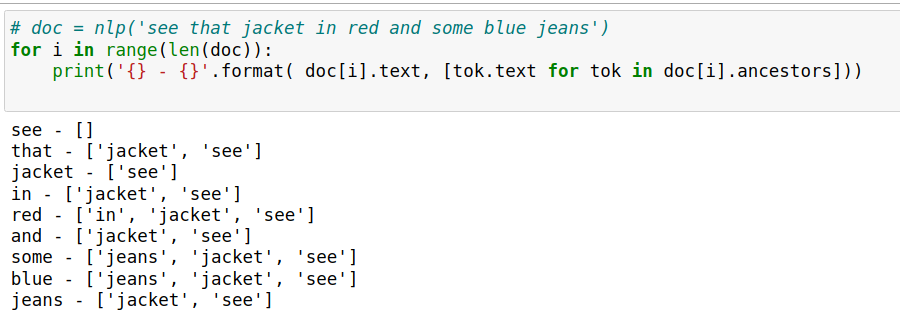 # doc = nlp('see that jacket in red and some blue jeans')
for i in range(len(doc)):
    print('{} - {}'.format( doc[i].text, [tok.text for tok in doc[i].ancestors]))
see - []
that - ['jacket', 'see']
jacket - ['see']
in - ['jacket', 'see']
red - ['in', 'jacket', 'see']
and - ['jacket', 'see']
some - ['jeans', 'jacket', 'see']
blue - ['jeans', 'jacket', 'see']
jeans - ['jacket', 'see']